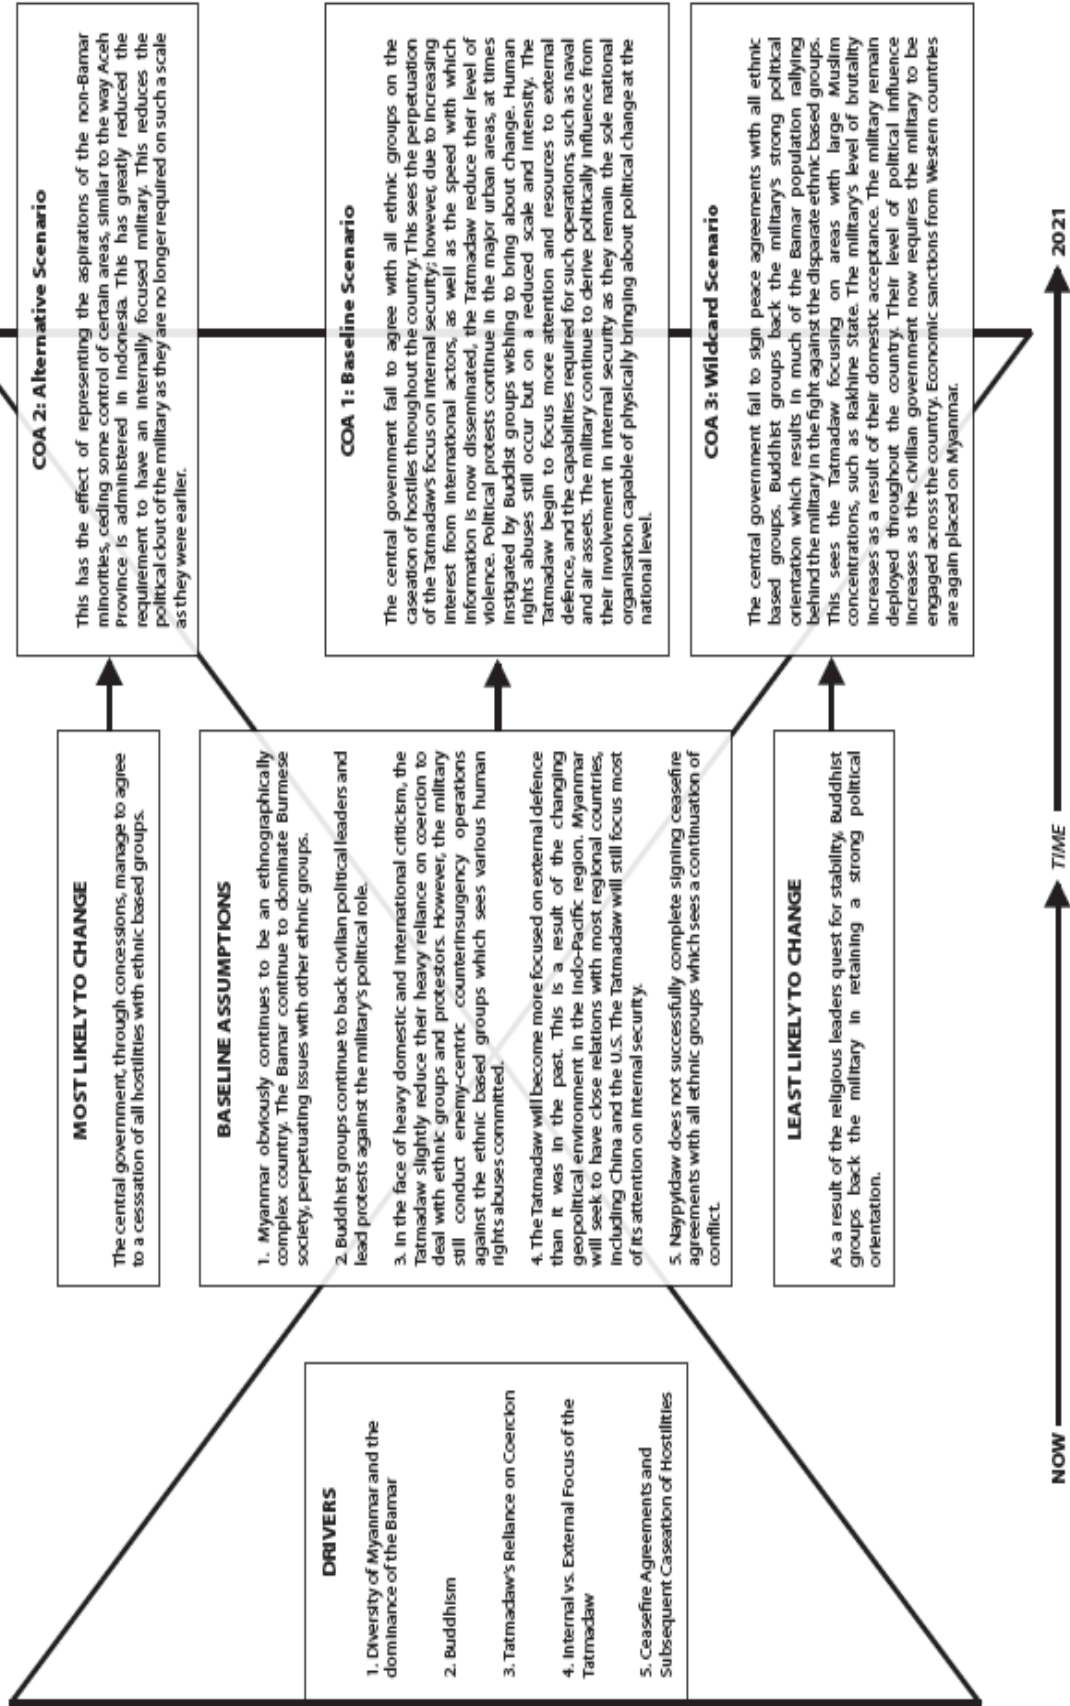 DRIVERS
1. Diversity of Myanmar and the
dominance of the Bamar
2. Buddhism
3. Tatmadaw's Reliance on Coercion
4. Internal vs. External Focus of the
Tatmadaw
5. Ceasefire Agreements and
Subsequent Caseation of Hostilities
MOST LIKELY TO CHANGE
The central government, through concessions, manage to agree
to a cessation of all hostilities with ethnic based groups.
BASELINE ASSUMPTIONS
1. Myanmar obviously continues to be an ethnographically
complex country. The Bamar continue to dominate Burmese
society, perpetuating issues with other ethnic groups.
2. Buddhist groups continue to back civilian political leaders and
lead protests against the military's political role.
3. In the face of heavy domestic and international criticism, the
Tatmadaw slightly reduce their heavy reliance on coercion to
deal with ethnic groups and protestors. However, the military
still conduct enemy-centric counterinsurgency operations
against the ethnic based groups which sees various human
rights abuses committed.
4. The Tatmadaw will become more focused on external defence
than it was in the past. This is a result of the changing
geopolitical environment in the Indo-Pacific region. Myanmar
will seek to have close relations with most regional countries,
including China and the U.S. The Tatmadaw will still focus most
of its attention on internal security.
5. Naypyidaw does not successfully complete signing ceasefire
agreements with all ethnic groups which sees a continuation of
conflict.
LEAST LIKELY TO CHANGE
As a result of the religious leaders quest for stability, Buddhist
groups back the military in retaining a strong political
orientation.
COA 2: Alternative Scenario
This has the effect of representing the aspirations of the non-Bamar
minorities, ceding some control of certain areas, similar to the way Aceh
Province is administered in Indonesia. This has greatly reduced the
requirement to have an internally focused military. This reduces the
political clout of the military as they are no longer required on such a scale
as they were earlier.
COA 1: Baseline Scenario
The central government fail to agree with all ethnic groups on the
caseation of hostiles throughout the country. This sees the perpetuation
of the Tatmadaw's focus on internal security; however, due to increasing
interest from international actors, as well as the speed with which
information is now disseminated, the Tatmadaw reduce their level of
violence. Political protests continue in the major urban areas, at times
instigated by Buddist groups wishing to bring about change. Human
rights abuses still occur but on a reduced scale and intensity. The
Tatmadaw begin to focus more attention and resources to external
defence, and the capabilities required for such operations, such as naval
and air assets. The military continue to derive politically influence from
their involvement in internal security as they remain the sole national
organisation capable of physically bringing about political change at the
national level.
COA 3: Wildcard Scenario
The central government fail to sign peace agreements with all ethnic
based groups. Buddhist groups back the military's strong political
orientation which results in much of the Bamar population rallying
behind the military in the fight against the disparate ethnic based groups.
This sees the Tatmadaw focusing on areas with large Muslim
concentrations, such as Rakhine State. The military's level of brutality
increases as a result of their domestic acceptance. The military remain
deployed throughout the country. Their level of political influence
increases as the civilian government now requires the military to be
engaged across the country. Economic sanctions from Western countries
are again placed on Myanmar.
NOW
TIME
2021